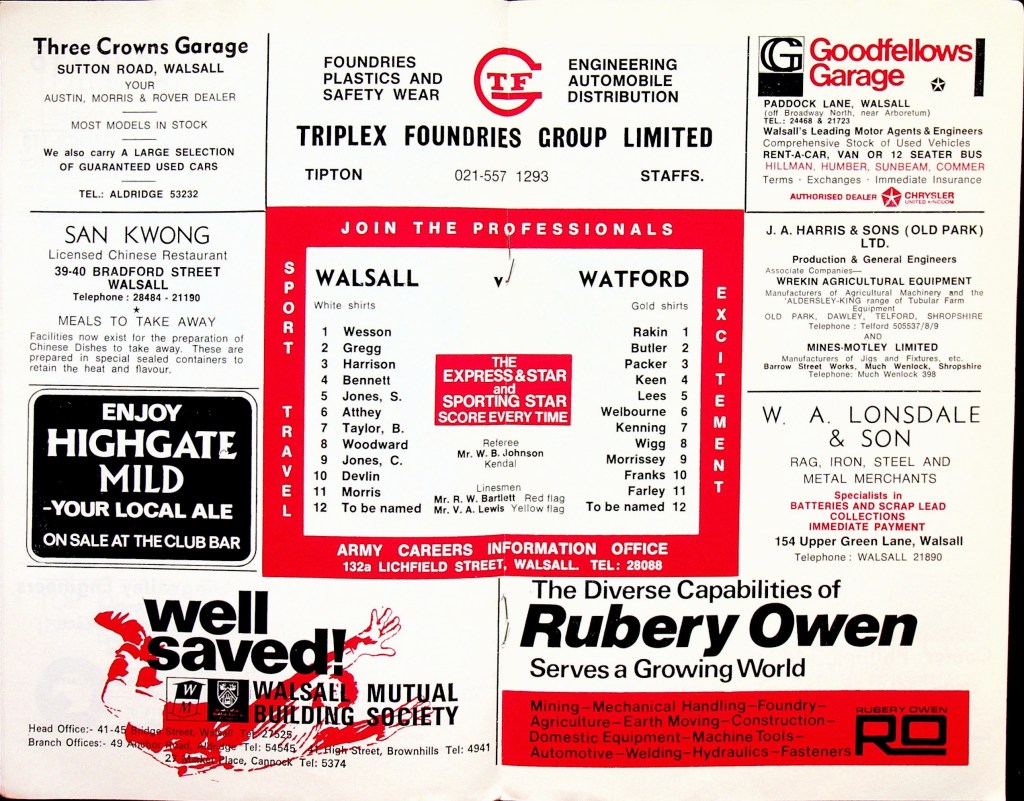 Three Crowns Garage
SUTTON ROAD, WALSALL
YOUR
AUSTIN, MORRIS & ROVER DEALER
MOST MODELS IN STOCK
We also carry A LARGE SELECTION
OF GUARANTEED USED CARS
TEL.: ALDRIDGE 53232
SAN KWONG
Licensed Chinese Restaurant
39-40 BRADFORD STREET
WALSALL
Telephone : 28484 - 21190
★
MEALS TO TAKE AWAY
Facilities now exist for the preparation of
Chinese Dishes to take away. These are
prepared in special sealed containers to
retain the heat and flavour.
ENJOY
HIGHGATE
MILD
-YOUR LOCAL ALE
ON SALE AT THE CLUB BAR
FOUNDRIES
PLASTICS AND
SAFETY WEAR
GTF
ENGINEERING
AUTOMOBILE
DISTRIBUTION
TRIPLEX FOUNDRIES GROUP LIMITED
TIPTON 021-557 1293 STAFFS.
JOIN THE PROFESSIONALS
SPORT TRAVEL
EXCITEMENT
WALSALL v WATFORD
White shirts Gold shirts
1 Wesson Rakin 1
2 Gregg Butler 2
3 Harrison Packer 3
4 Bennett Keen 4
5 Jones, S. Lees 5
6 Atthey Welbourne 6
7 Taylor, B. Kenning 7
8 Woodward Wigg 8
9 Jones, C. Morrissey 9
10 Devlin Franks 10
11 Morris Farley 11
12 To be named To be named 12
THE
EXPRESS & STAR
and
SPORTING STAR
SCORE EVERY TIME
Referee
Mr. W. B. Johnson
Kendal
Linesmen
Mr. R. W. Bartlett Red flag
Mr. V. A. Lewis Yellow flag
ARMY CAREERS INFORMATION OFFICE
132a LICHFIELD STREET, WALSALL. TEL: 28088
G
Goodfellows
Garage
PADDOCK LANE, WALSALL
(off Broadway North, near Arboretum)
TEL.: 24468 & 21723
Walsall's Leading Motor Agents & Engineers
Comprehensive Stock of Used Vehicles
RENT-A-CAR, VAN OR 12 SEATER BUS
HILLMAN, HUMBER, SUNBEAM, COMMER
Terms · Exchanges · Immediate Insurance
AUTHORISED DEALER CHRYSLER
UNITED KINGDOM
J. A. HARRIS & SONS (OLD PARK)
LTD.
Production & General Engineers
Associate Companies—
WREKIN AGRICULTURAL EQUIPMENT
Manufacturers of Agricultural Machinery and the
'ALDERSLEY-KING range of Tubular Farm
Equipment
OLD PARK, DAWLEY, TELFORD, SHROPSHIRE
Telephone : Telford 505537/8/9
AND
MINES-MOTLEY LIMITED
Manufacturers of Jigs and Fixtures, etc.
Barrow Street Works, Much Wenlock, Shropshire
Telephone: Much Wenlock 398
W. A. LONSDALE
& SON
RAG, IRON, STEEL AND
METAL MERCHANTS
Specialists in
BATTERIES AND SCRAP LEAD
COLLECTIONS
IMMEDIATE PAYMENT
154 Upper Green Lane, Walsall
Telephone : WALSALL 21890
well
saved!
W
M
WALSALL MUTUAL
BUILDING SOCIETY
Head Office:- 41-45 Bridge Street, Walsall Tel: 27525
Branch Offices:- 49 Anchor Road, Aldridge Tel: 54545 41 High Street, Brownhills Tel: 4941
27 Market Place, Cannock Tel: 5374
The Diverse Capabilities of
Rubery Owen
Serves a Growing World
Mining–Mechanical Handling–Foundry–
Agriculture–Earth Moving–Construction–
Domestic Equipment–Machine Tools–
Automotive–Welding–Hydraulics–Fasteners
RUBERY OWEN
RO